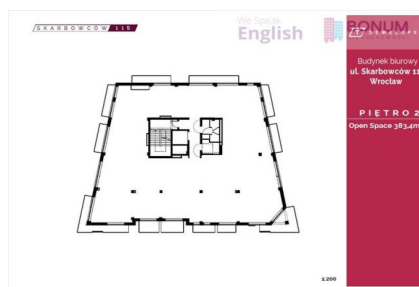 SKARBOWCÓW 115
We Speak
English
BONUM
DEWELOPE
Budynek biurowy
ul. Skarbowców 11
Wrocław
PIĘTRO 2
Open Space 383,4m
1:200